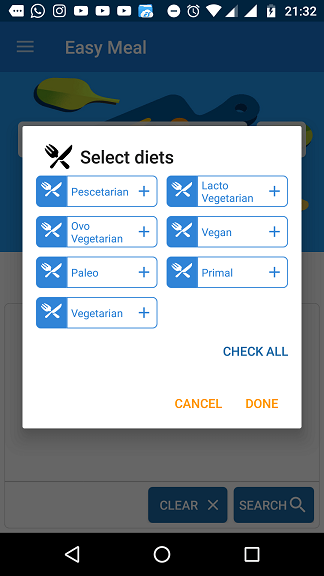 21:32
Easy Meal
Select diets
Pescetarian
Lacto
Vegetarian
Ovo
Vegetarian
Vegan
Paleo
Primal
Vegetarian
CHECK ALL
CANCEL DONE
CLEAR SEARCH